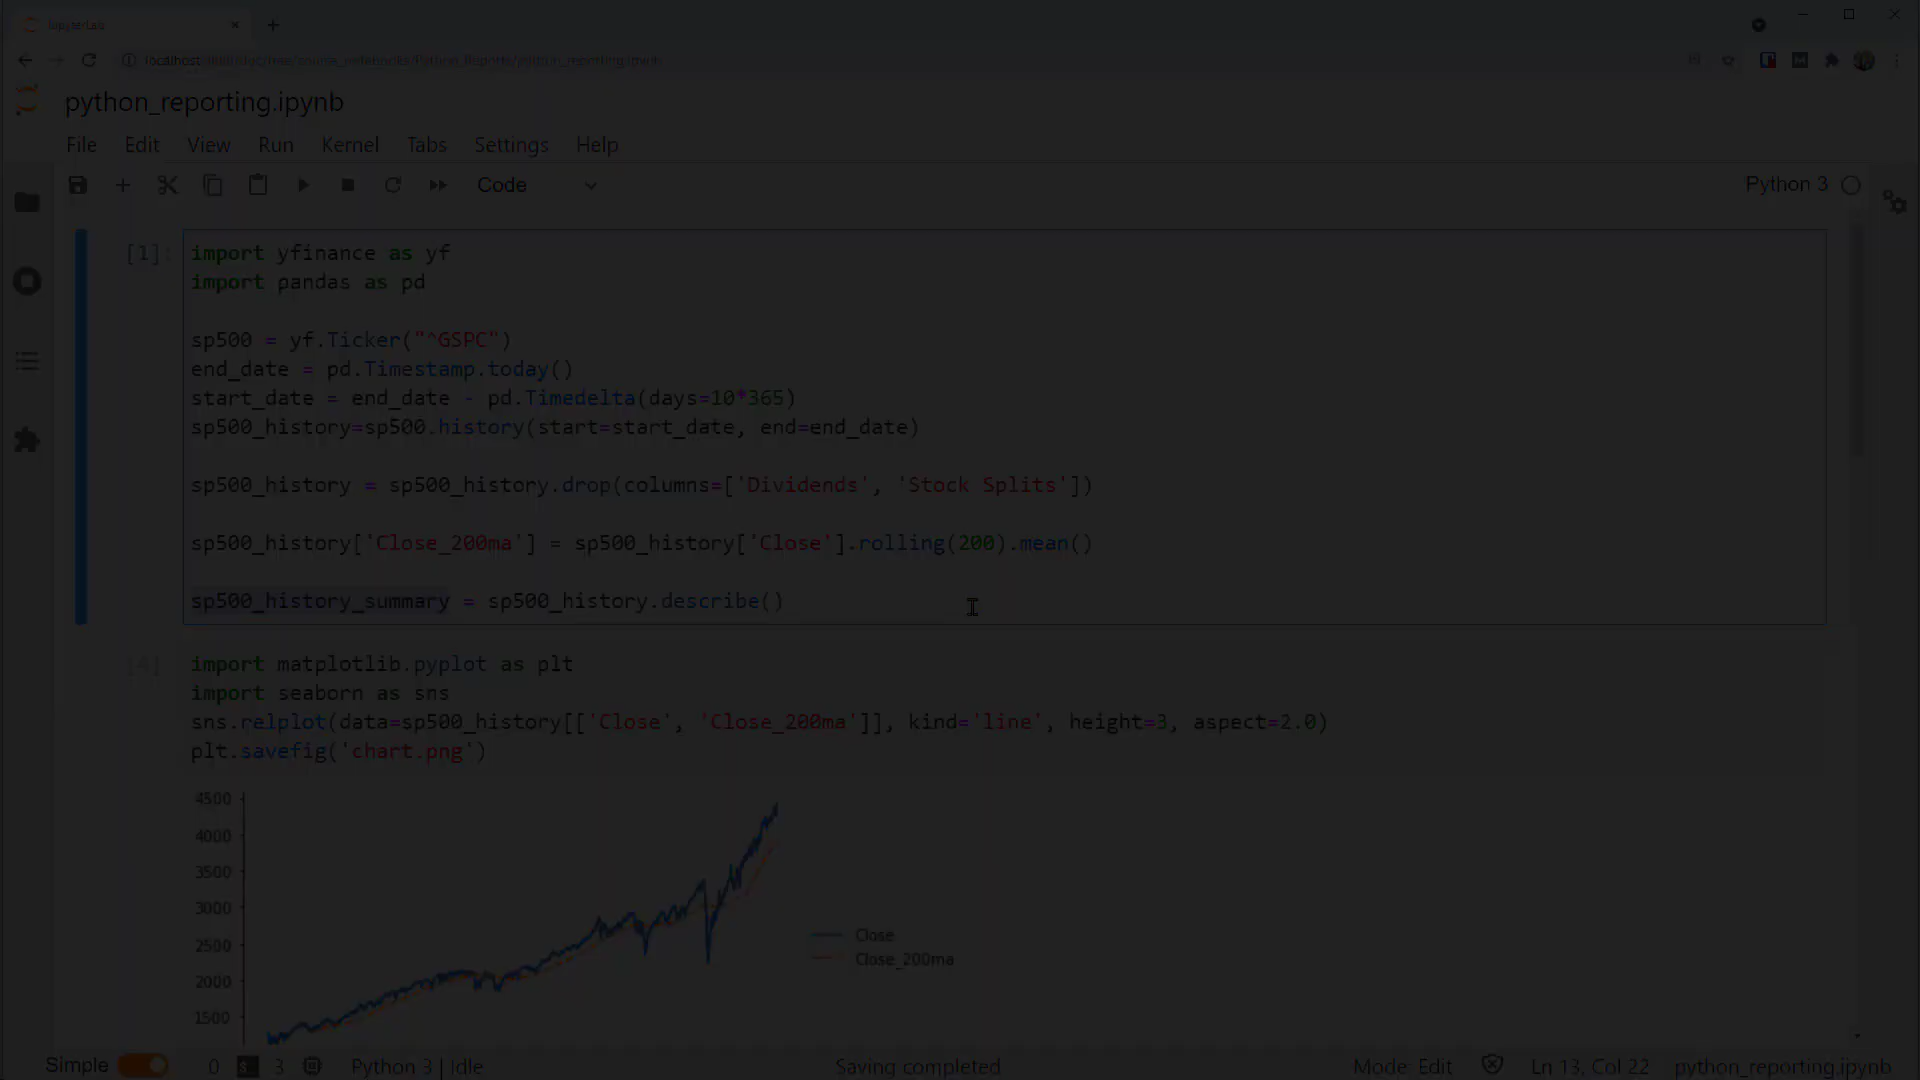 JupyterLab
python_reporting.ipynb
File Edit View Run Kernel Tabs Settings Help
Code
Python 3
[1]:
import yfinance as yf
import pandas as pd
sp500 = yf.Ticker("^GSPC")
end_date = pd.Timestamp.today()
start_date = end_date - pd.Timedelta(days=10*365)
sp500_history=sp500.history(start=start_date, end=end_date)
sp500_history = sp500_history.drop(columns=['Dividends', 'Stock Splits'])
sp500_history['Close_200ma'] = sp500_history['Close'].rolling(200).mean()
sp500_history_summary = sp500_history.describe()
[4]
import matplotlib.pyplot as plt
import seaborn as sns
sns.relplot(data=sp500_history[['Close', 'Close_200ma']], kind='line', height=3, aspect=2.0)
plt.savefig('chart.png')
4500
4000
3500
3000
2500
2000
1500
Close
Close_200ma
Simple 0 3 Python 3 | Idle Saving completed Mode: Edit Ln 13, Col 22 python_reporting.ipynb